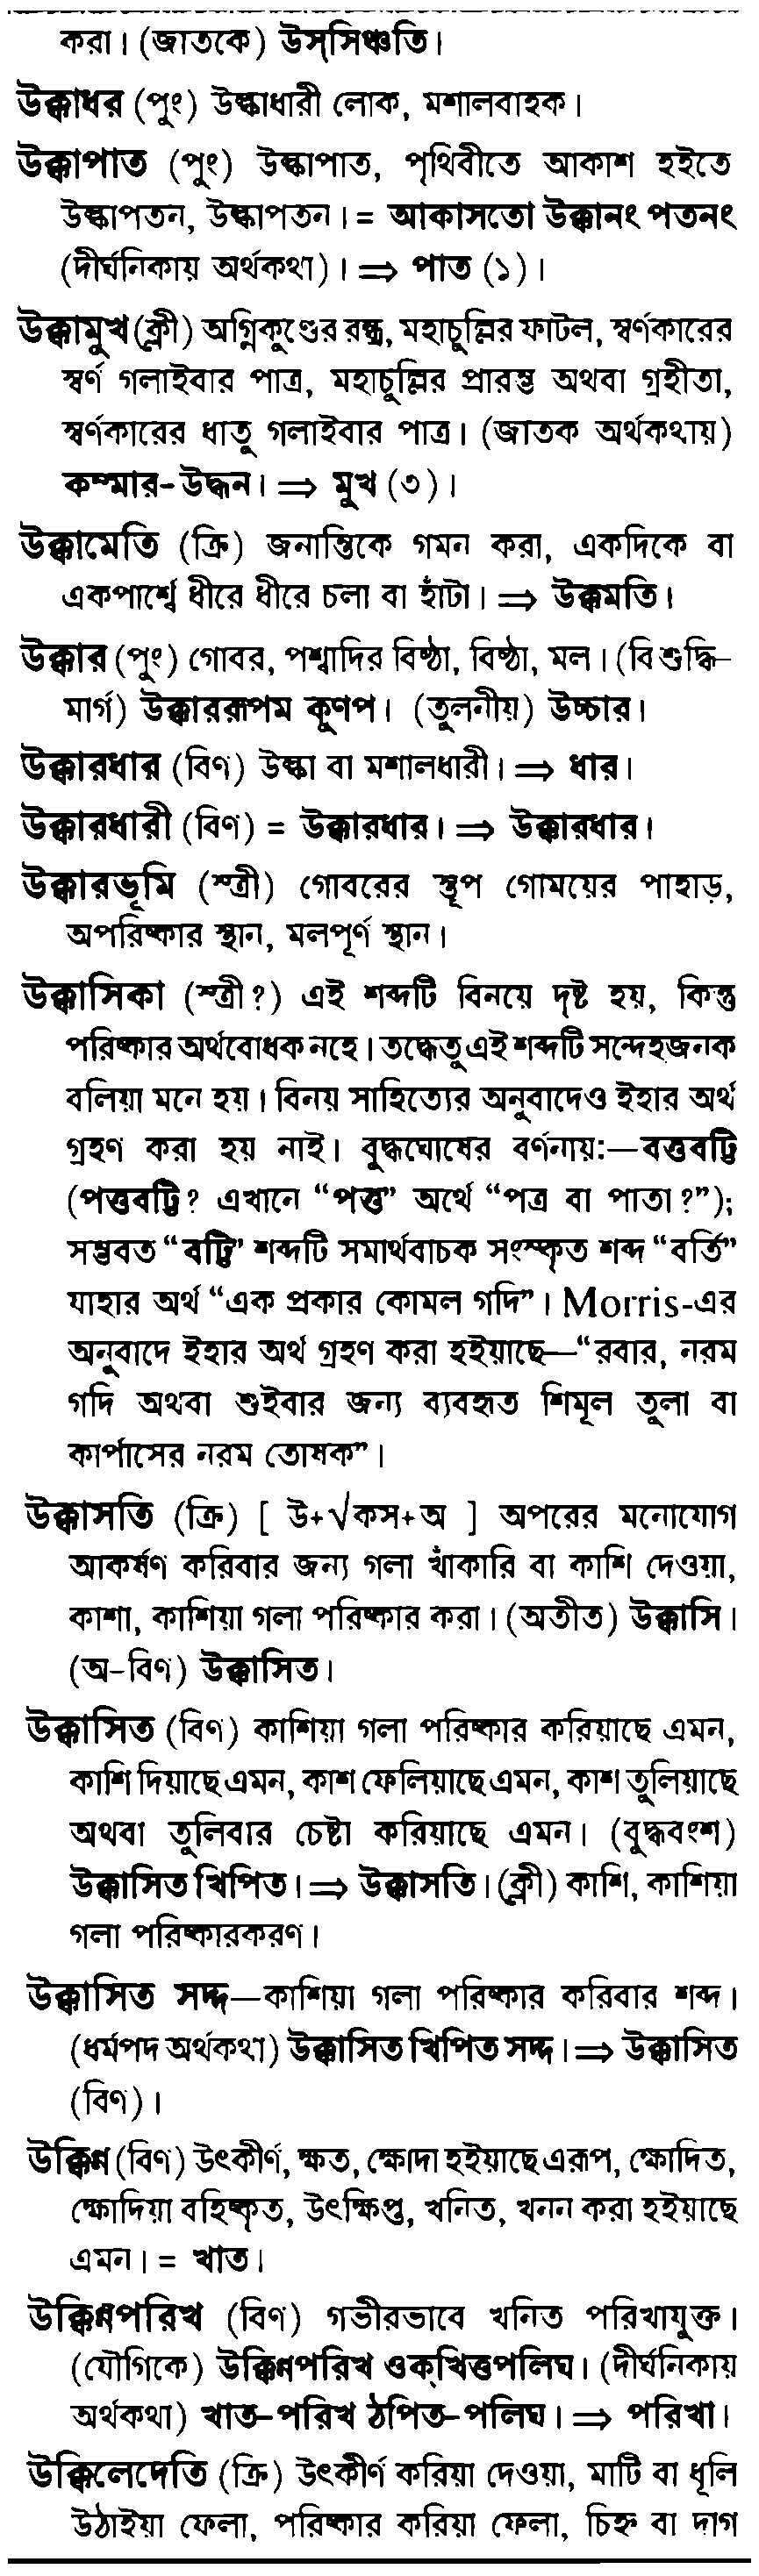 করা। (জাতকে) উস্সিঞ্চতি।
উক্কাধর (পুং) উল্কাধারী লোক, মশালবাহক।
উক্কাপাত (পুং) উল্কাপাত, পৃথিবীতে আকাশ হইতে
উল্কাপতন, উল্কাপতন। = আকাসতো উক্কানং পতনং
(দীর্ঘনিকায় অর্থকথা)। ⇒ পাত (১)।
উক্কামুখ (ক্লী) অগ্নিকুণ্ডের রন্ধ্র, মহাচুল্লির ফাটল, স্বর্ণকারের
স্বর্ণ গলাইবার পাত্র, মহাচুল্লির প্রারম্ভ অথবা গ্রহীতা,
স্বর্ণকারের ধাতু গলাইবার পাত্র। (জাতক অর্থকথায়)
কম্মার-উদ্ধন। ⇒ মুখ (৩)।
উক্কামেতি (ক্রি) জনান্তিকে গমন করা, একদিকে বা
একপার্শ্বে ধীরে ধীরে চলা বা হাঁটা। ⇒ উক্কমতি।
উক্কার (পুং) গোবর, পশ্বাদির বিষ্ঠা, বিষ্ঠা, মল। (বিশুদ্ধি-
মার্গ) উক্কাররূপম কুণপ। (তুলনীয়) উচ্চার।
উক্কারধার (বিণ) উল্কা বা মশালধারী। ⇒ ধার।
উক্কারধারী (বিণ) = উক্কারধার। ⇒ উক্কারধার।
উক্কারভূমি (স্ত্রী) গোবরের স্তূপ গোময়ের পাহাড়,
অপরিষ্কার স্থান, মলপূর্ণ স্থান।
উক্কাসিকা (স্ত্রী?) এই শব্দটি বিনয়ে দৃষ্ট হয়, কিন্তু
পরিষ্কার অর্থবোধক নহে। তদ্ধেতু এই শব্দটি সন্দেহজনক
বলিয়া মনে হয়। বিনয় সাহিত্যের অনুবাদেও ইহার অর্থ
গ্রহণ করা হয় নাই। বুদ্ধঘোষের বর্ণনায়ঃ—বত্তবট্টি
(পত্তবট্টি? এখানে “পত্ত” অর্থে “পত্র বা পাতা?”);
সম্ভবত “বট্টি” শব্দটি সমার্থবাচক সংস্কৃত শব্দ “বর্তি”
যাহার অর্থ “এক প্রকার কোমল গদি”। Morris-এর
অনুবাদে ইহার অর্থ গ্রহণ করা হইয়াছে—“রবার, নরম
গদি অথবা শুইবার জন্য ব্যবহৃত শিমূল তুলা বা
কার্পাসের নরম তোষক”।
উক্কাসতি (ক্রি) [ উ+√কস+অ ] অপরের মনোযোগ
আকর্ষণ করিবার জন্য গলা খাঁকারি বা কাশি দেওয়া,
কাশা, কাশিয়া গলা পরিষ্কার করা। (অতীত) উক্কাসি।
(অ-বিণ) উক্কাসিত।
উক্কাসিত (বিণ) কাশিয়া গলা পরিষ্কার করিয়াছে এমন,
কাশি দিয়াছে এমন, কাশ ফেলিয়াছে এমন, কাশ তুলিয়াছে
অথবা তুলিবার চেষ্টা করিয়াছে এমন। (বুদ্ধবংশ)
উক্কাসিত খিপিত। ⇒ উক্কাসতি। (ক্লী) কাশি, কাশিয়া
গলা পরিষ্কারকরণ।
উক্কাসিত সদ্দ—কাশিয়া গলা পরিষ্কার করিবার শব্দ।
(ধর্মপদ অর্থকথা) উক্কাসিত খিপিত সদ্দ। ⇒ উক্কাসিত
(বিণ)।
উক্কিণ্ণ (বিণ) উৎকীর্ণ, ক্ষত, ক্ষোদা হইয়াছে এরূপ, ক্ষোদিত,
ক্ষোদিয়া বহিষ্কৃত, উৎক্ষিপ্ত, খনিত, খনন করা হইয়াছে
এমন। = খাত।
উক্কিণ্ণপরিখ (বিণ) গভীরভাবে খনিত পরিখাযুক্ত।
(যৌগিকে) উক্কিণ্ণপরিখ ওক্খিত্তপলিঘ। (দীর্ঘনিকায়
অর্থকথা) খাত-পরিখ ঠপিত-পলিঘ। ⇒ পরিখা।
উক্কিলেদেতি (ক্রি) উৎকীর্ণ করিয়া দেওয়া, মাটি বা ধূলি
উঠাইয়া ফেলা, পরিষ্কার করিয়া ফেলা, চিহ্ন বা দাগ